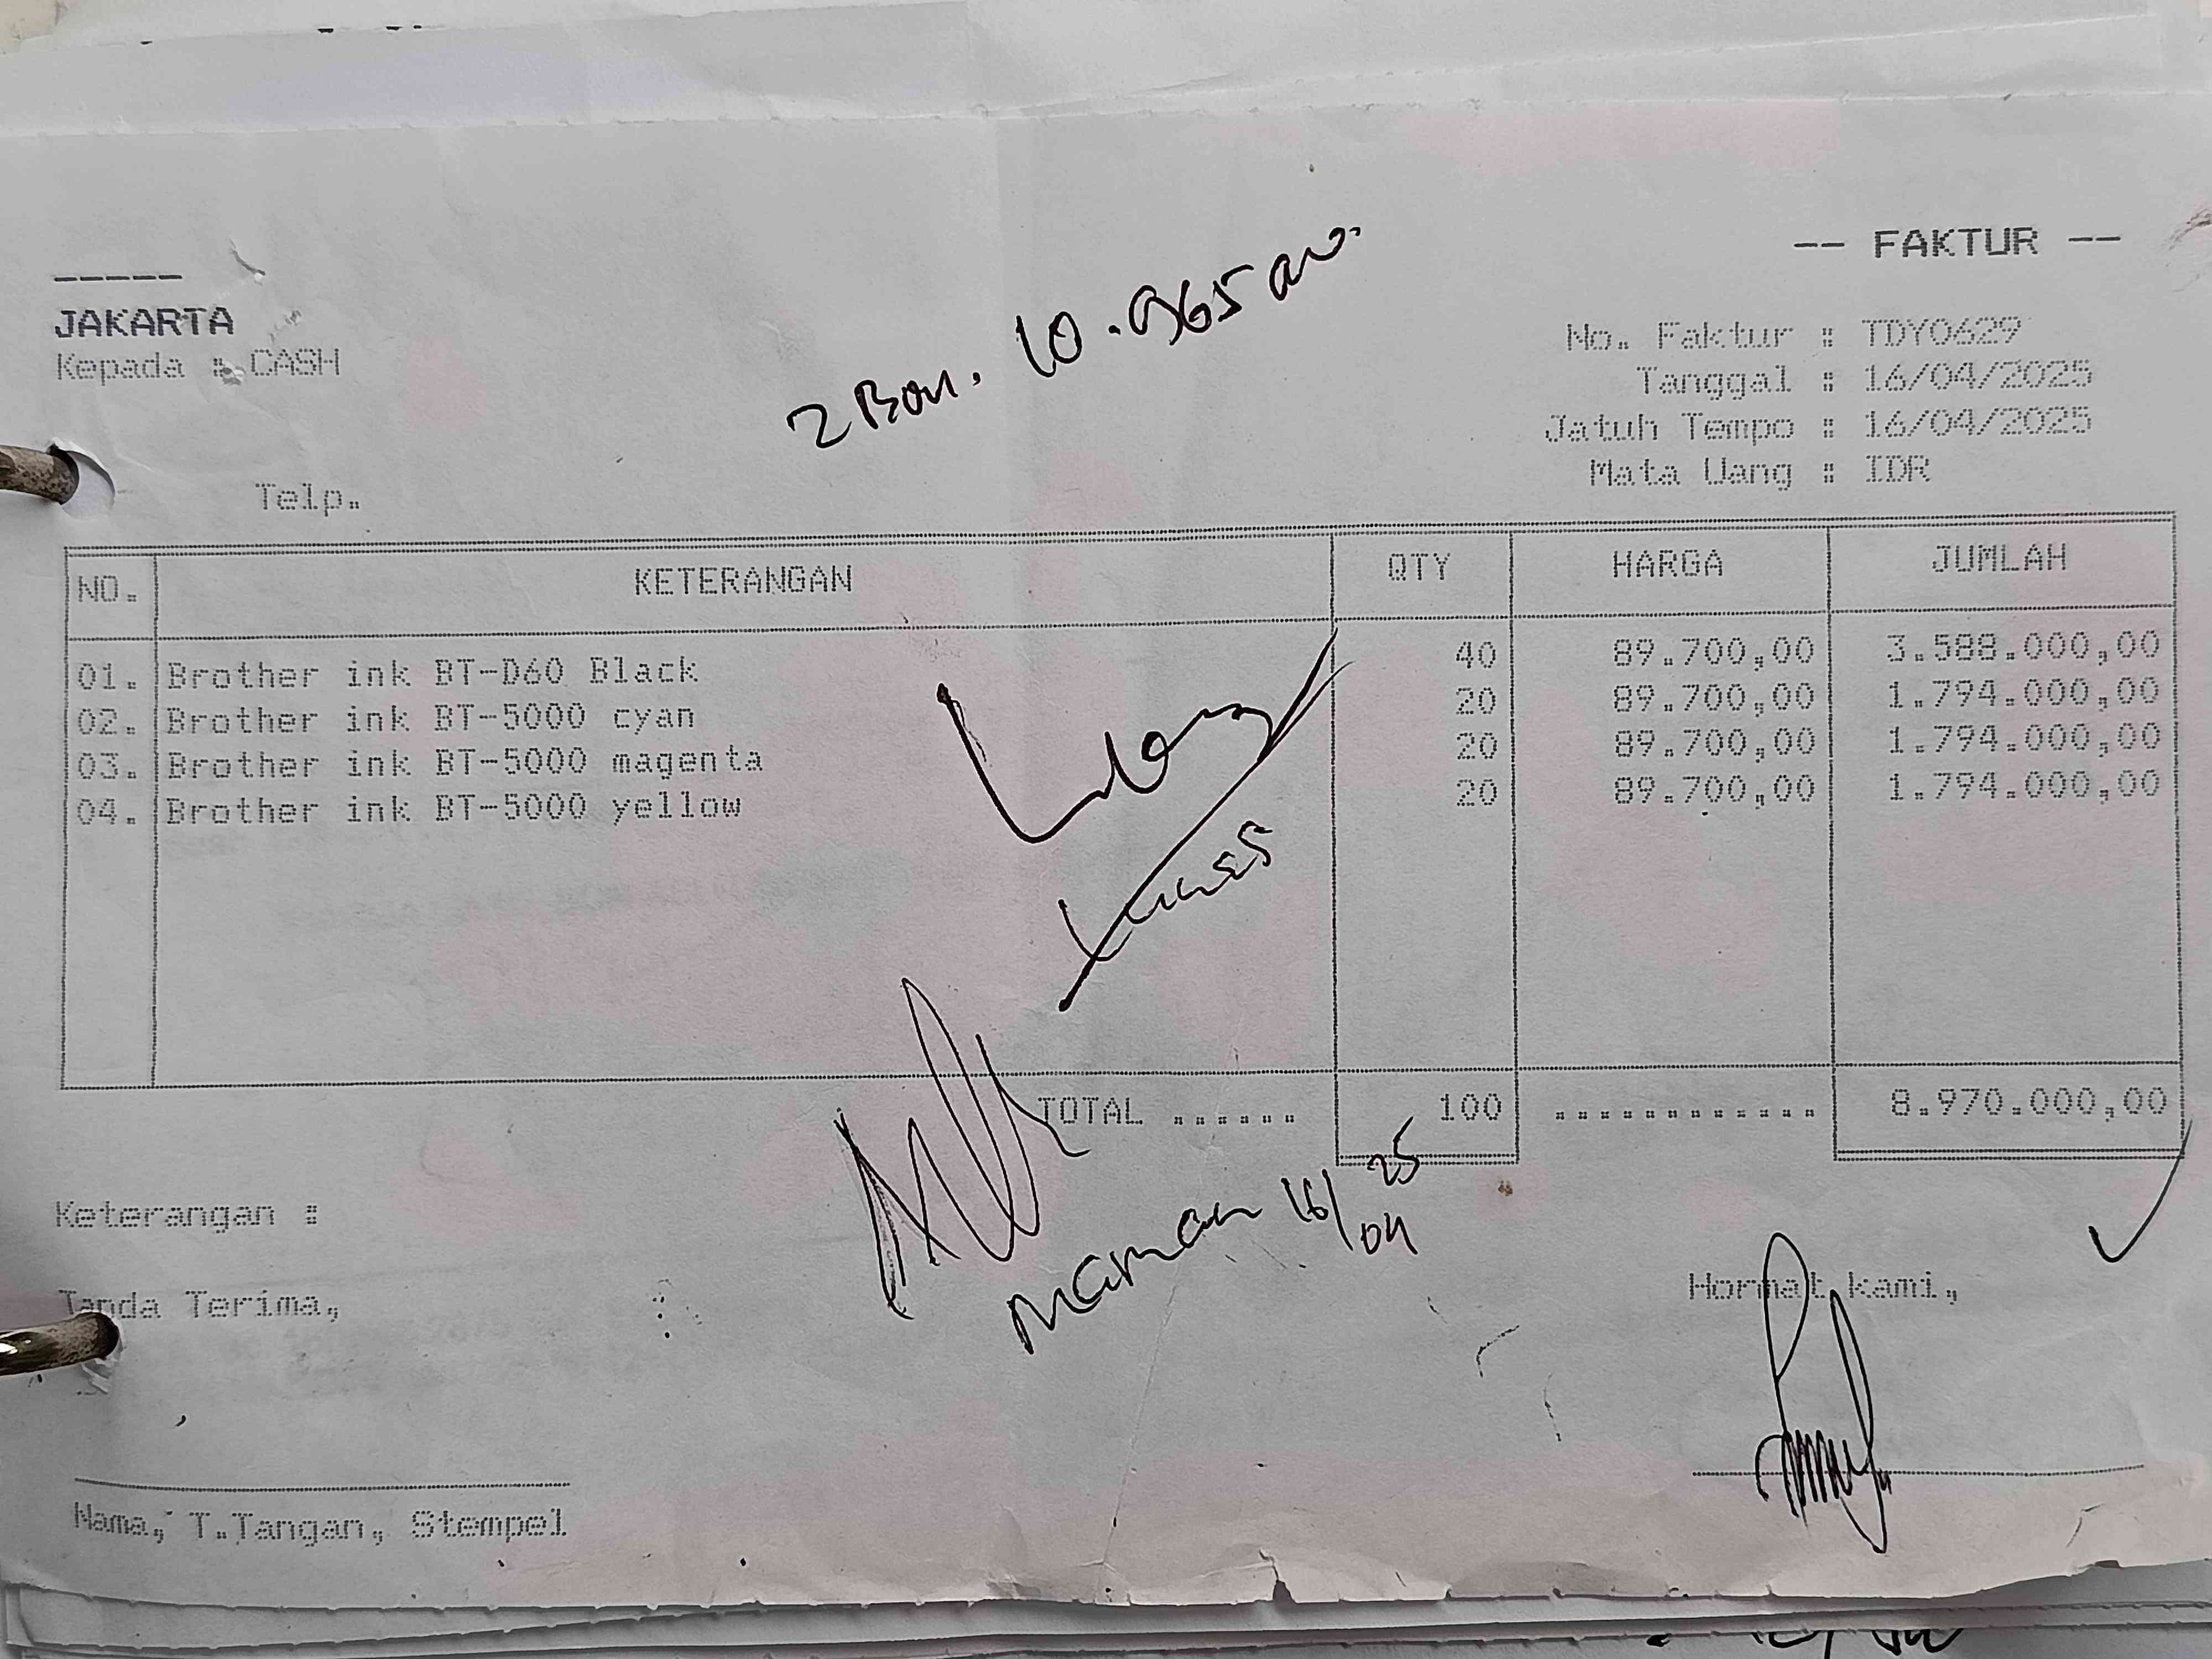 -- FAKTUR --
-----
JAKARTA
Kepada : CASH
Telp.
2 Bon. 10.965
No. Faktur : TDY0629
Tanggal : 16/04/2025
Jatuh Tempo : 16/04/2025
Mata Uang : IDR
NO. KETERANGAN QTY HARGA JUMLAH
01. Brother ink BT-D60 Black 40 89.700,00 3.588.000,00
02. Brother ink BT-5000 cyan 20 89.700,00 1.794.000,00
03. Brother ink BT-5000 magenta 20 89.700,00 1.794.000,00
04. Brother ink BT-5000 yellow 20 89.700,00 1.794.000,00
TOTAL ...... 100 ............. 8.970.000,00
Maman 16/04 25
Keterangan :
Tanda Terima, Hormat kami,
Nama, T.Tangan, Stempel